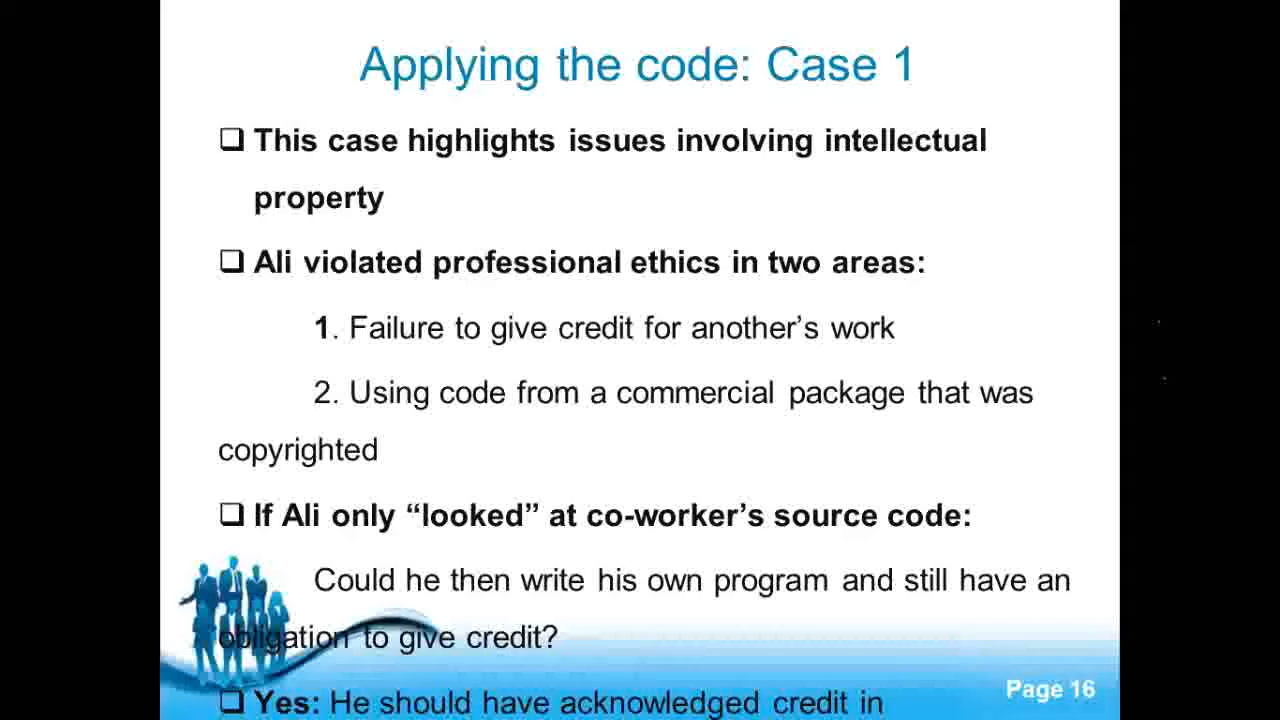 Applying the code: Case 1
❑ This case highlights issues involving intellectual
property
❑ Ali violated professional ethics in two areas:
1. Failure to give credit for another’s work
2. Using code from a commercial package that was
copyrighted
❑ If Ali only “looked” at co-worker’s source code:
Could he then write his own program and still have an
obligation to give credit?
❑ Yes: He should have acknowledged credit in
Page 16